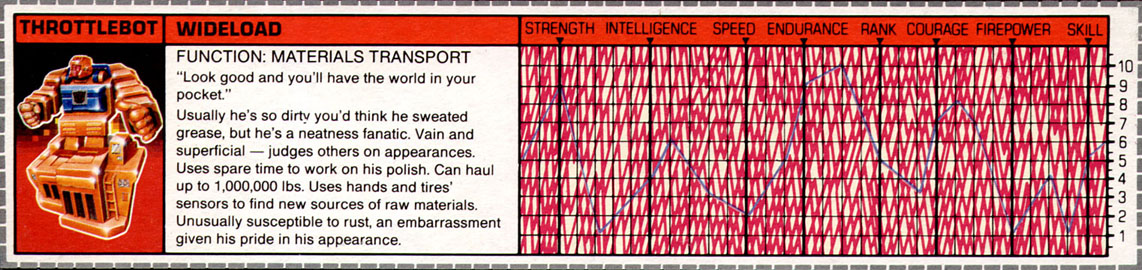 THROTTLEBOT
WIDELOAD
FUNCTION: MATERIALS TRANSPORT
“Look good and you’ll have the world in your
pocket.”
Usually he’s so dirty you’d think he sweated
grease, but he’s a neatness fanatic. Vain and
superficial — judges others on appearances.
Uses spare time to work on his polish. Can haul
up to 1,000,000 lbs. Uses hands and tires’
sensors to find new sources of raw materials.
Unusually susceptible to rust, an embarrassment
given his pride in his appearance.
STRENGTH INTELLIGENCE SPEED ENDURANCE RANK COURAGE FIREPOWER SKILL
10
9
8
7
6
5
4
3
2
1